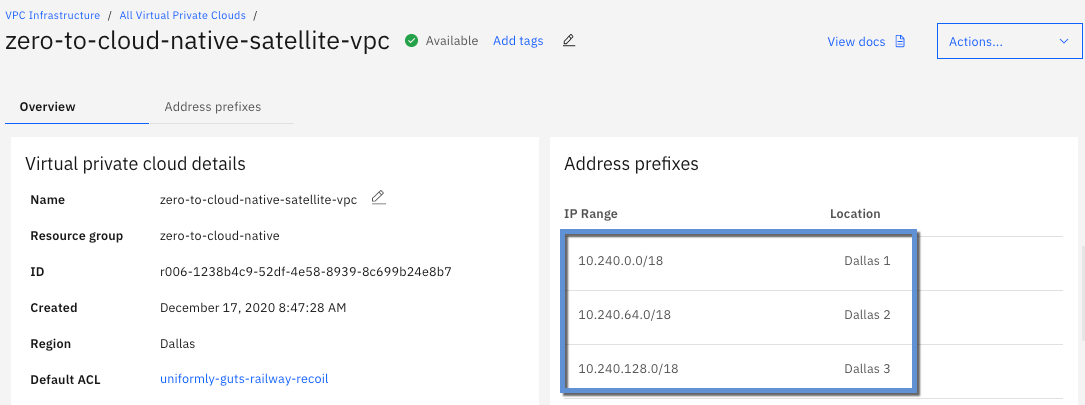 VPC Infrastructure / All Virtual Private Clouds /
zero-to-cloud-native-satellite-vpc Available Add tags View docs Actions...
Overview Address prefixes
Virtual private cloud details
Name zero-to-cloud-native-satellite-vpc
Resource group zero-to-cloud-native
ID r006-1238b4c9-52df-4e58-8939-8c699b24e8b7
Created December 17, 2020 8:47:28 AM
Region Dallas
Default ACL uniformly-guts-railway-recoil
Address prefixes
IP Range Location
10.240.0.0/18 Dallas 1
10.240.64.0/18 Dallas 2
10.240.128.0/18 Dallas 3